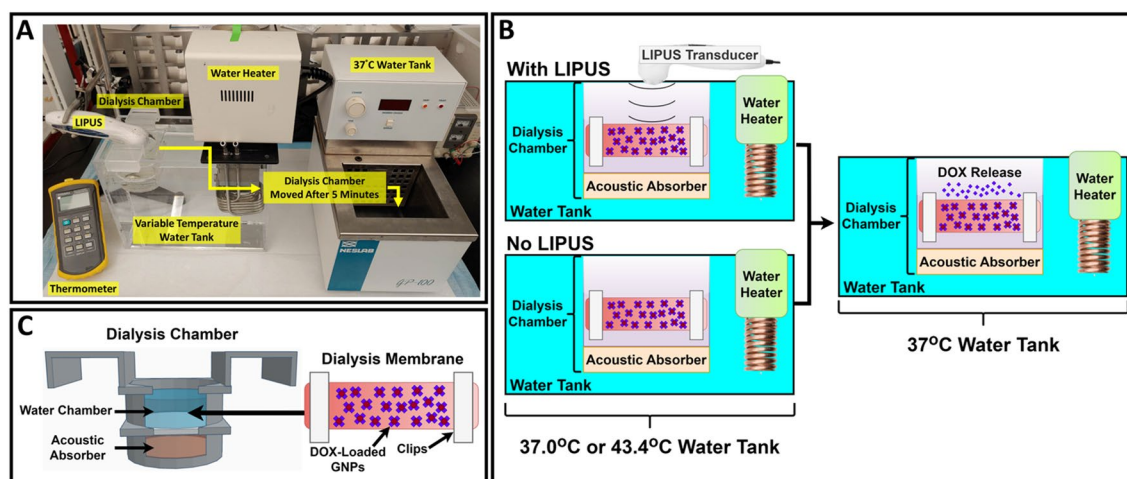 A
Water Heater
37°C Water Tank
Dialysis Chamber
LIPUS
Dialysis Chamber
Moved After 5 Minutes
Variable Temperature
Water Tank
Thermometer
NESLAB
GP-100
B
LIPUS Transducer
With LIPUS
Dialysis
Chamber
Water
Heater
Acoustic Absorber
Water Tank
No LIPUS
Dialysis
Chamber
Water
Heater
Acoustic Absorber
Water Tank
37.0°C or 43.4°C Water Tank
DOX Release
Dialysis
Chamber
Water
Heater
Acoustic Absorber
Water Tank
37°C Water Tank
C
Dialysis Chamber
Water Chamber
Acoustic
Absorber
Dialysis Membrane
DOX-Loaded
GNPs
Clips